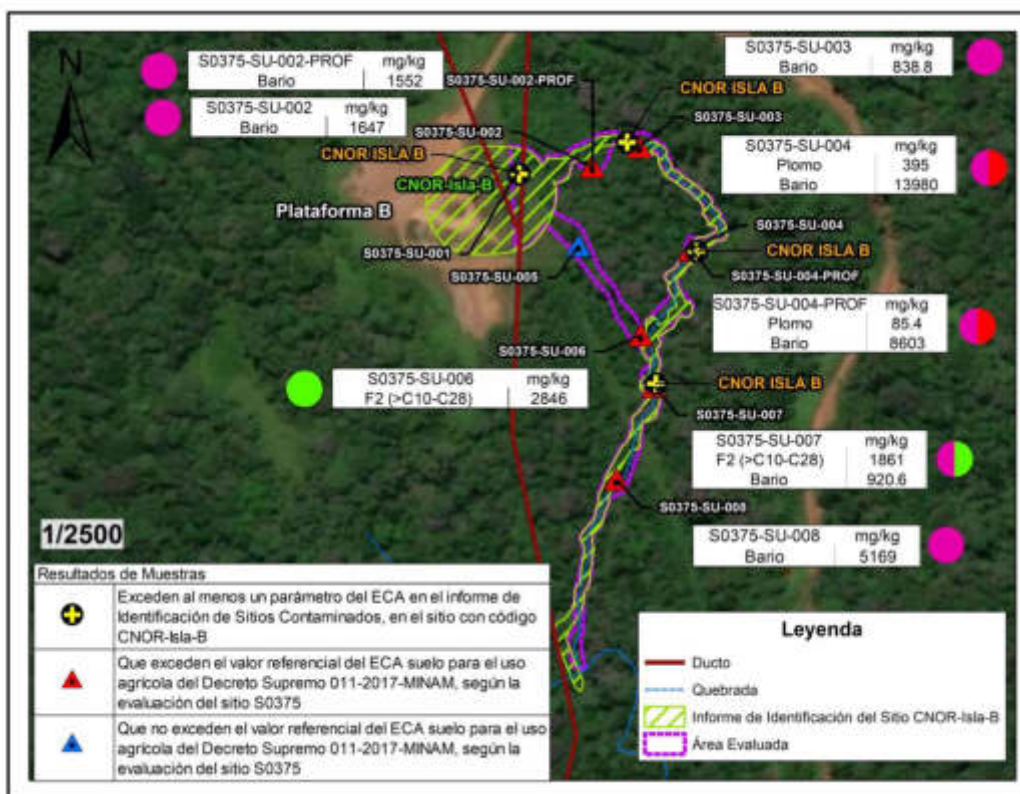 N
S0375-SU-002-PROF mg/kg
Bario 1552
S0375-SU-002 mg/kg
Bario 1647
S0375-SU-002-PROF
S0375-SU-003 mg/kg
Bario 838.8
CNOR ISLA B
S0375-SU-002
S0375-SU-003
CNOR ISLA B
CNOR-Isla-B
S0375-SU-004 mg/kg
Plomo 395
Bario 13980
Plataforma B
S0375-SU-004
S0375-SU-001
CNOR ISLA B
S0375-SU-005
S0375-SU-004-PROF
S0375-SU-004-PROF mg/kg
Plomo 85.4
Bario 8603
S0375-SU-006
S0375-SU-006 mg/kg
F2 (>C10-C28) 2846
CNOR ISLA B
S0375-SU-007
S0375-SU-007 mg/kg
F2 (>C10-C28) 1861
Bario 920.6
S0375-SU-008
S0375-SU-008 mg/kg
Bario 5169
1/2500
Resultados de Muestras
Exceden al menos un parámetro del ECA en el informe de
Identificación de Sitios Contaminados, en el sitio con código
CNOR-Isla-B
Que exceden el valor referencial del ECA suelo para el uso
agrícola del Decreto Supremo 011-2017-MINAM, según la
evaluación del sitio S0375
Que no exceden el valor referencial del ECA suelo para el uso
agrícola del Decreto Supremo 011-2017-MINAM, según la
evaluación del sitio S0375
Leyenda
Ducto
Quebrada
Informe de Identificación del Sitio CNOR-Isla-B
Área Evaluada